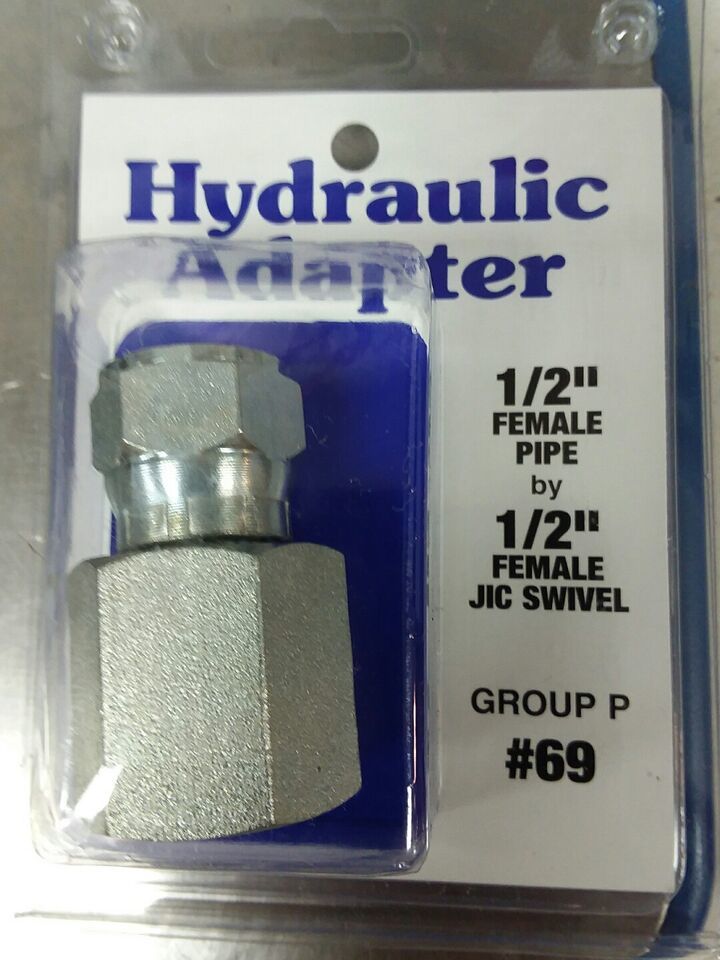 Hydraulic
Adapter
1/2"
FEMALE
PIPE
by
1/2"
FEMALE
JIC SWIVEL
GROUP P
#69